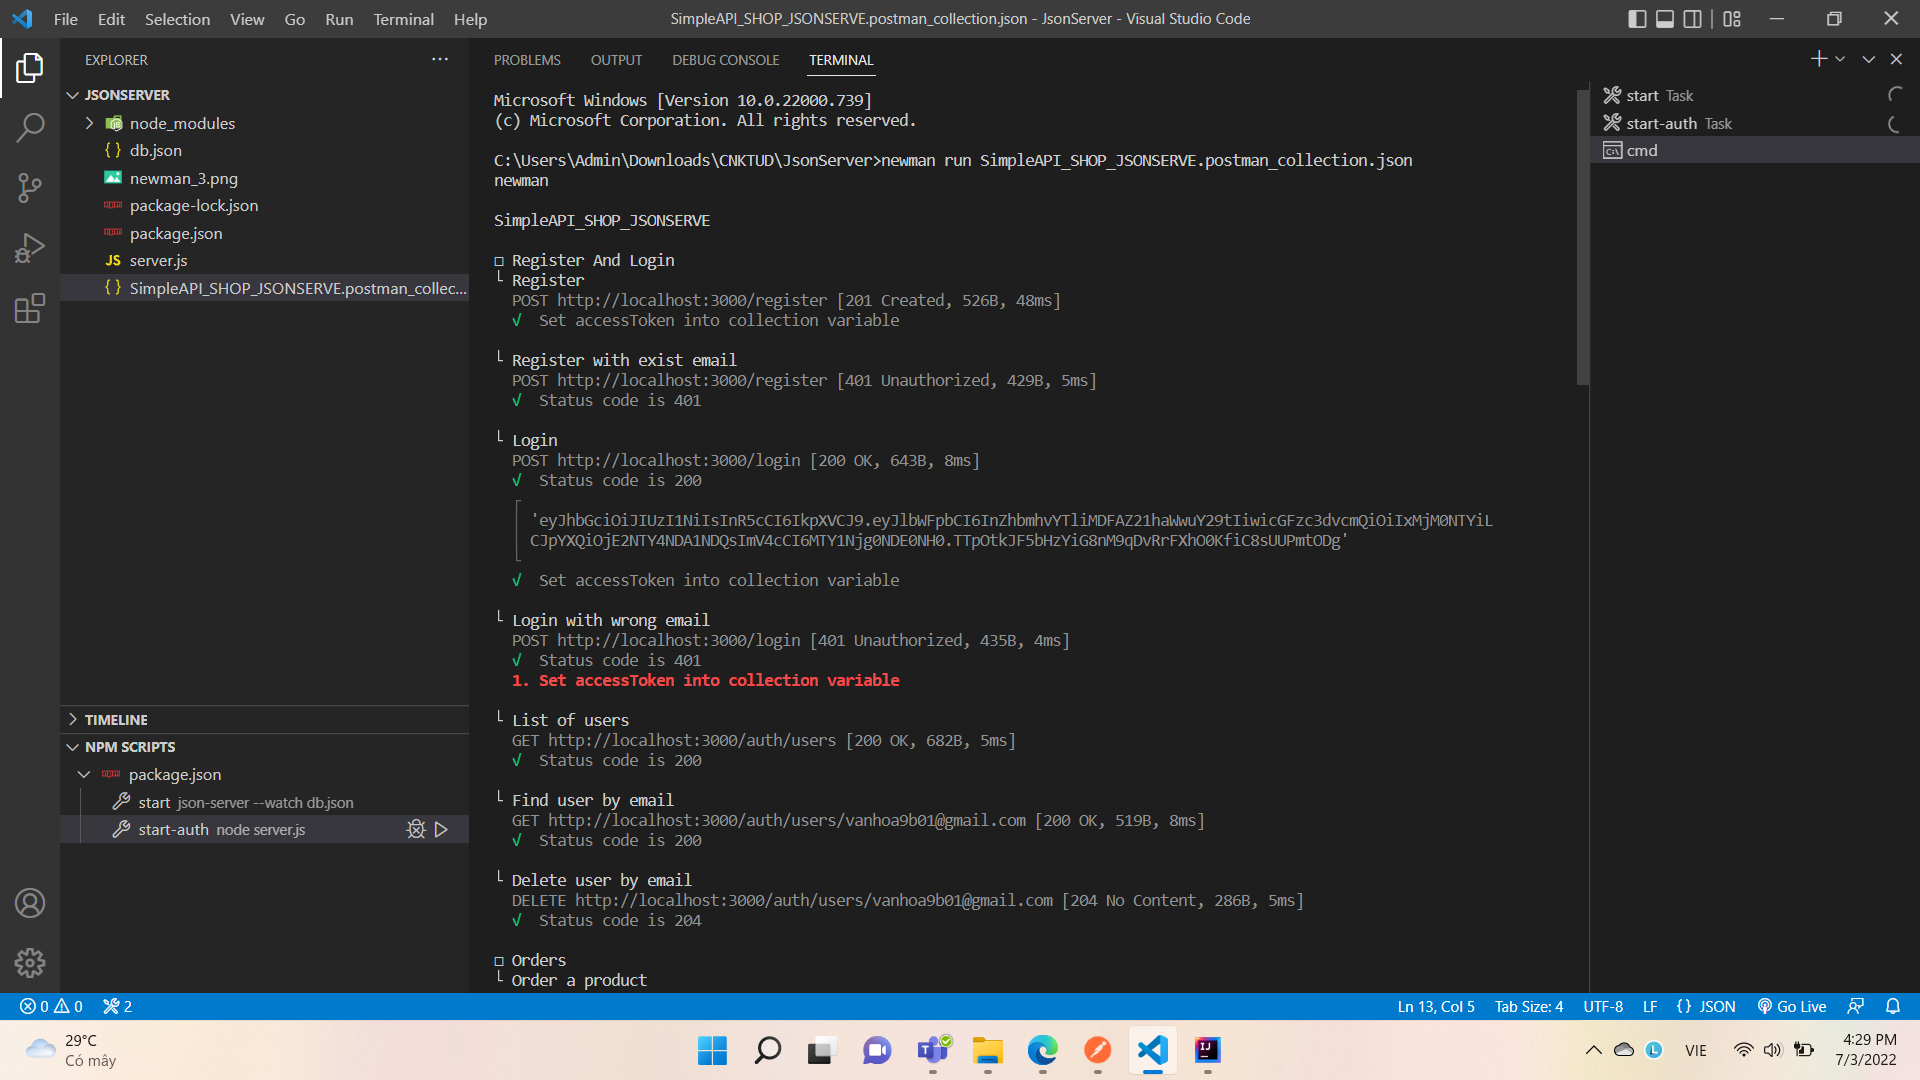 File Edit Selection View Go Run Terminal Help
SimpleAPI_SHOP_JSONSERVE.postman_collection.json - JsonServer - Visual Studio Code
EXPLORER
JSONSERVER
node_modules
db.json
newman_3.png
package-lock.json
package.json
JS server.js
SimpleAPI_SHOP_JSONSERVE.postman_collec...
TIMELINE
NPM SCRIPTS
package.json
start json-server --watch db.json
start-auth node server.js
PROBLEMS OUTPUT DEBUG CONSOLE TERMINAL
Microsoft Windows [Version 10.0.22000.739]
(c) Microsoft Corporation. All rights reserved.
C:\Users\Admin\Downloads\CNKTUD\JsonServer>newman run SimpleAPI_SHOP_JSONSERVE.postman_collection.json
newman
SimpleAPI_SHOP_JSONSERVE
□ Register And Login
└ Register
POST http://localhost:3000/register [201 Created, 526B, 48ms]
√ Set accessToken into collection variable
└ Register with exist email
POST http://localhost:3000/register [401 Unauthorized, 429B, 5ms]
√ Status code is 401
└ Login
POST http://localhost:3000/login [200 OK, 643B, 8ms]
√ Status code is 200
'eyJhbGciOiJIUzI1NiIsInR5cCI6IkpXVCJ9.eyJlbWFpbCI6InZhbmhvYTliMDFAZ21haWwuY29tIiwicGFzc3dvcmQiOiIxMjM0NTYiL
CJpYXQiOjE2NTY4NDA1NDQsImV4cCI6MTY1Njg0NDE0NH0.TTpOtkJF5bHzYiG8nM9qDvRrFXhO0KfiC8sUUPmtODg'
√ Set accessToken into collection variable
└ Login with wrong email
POST http://localhost:3000/login [401 Unauthorized, 435B, 4ms]
√ Status code is 401
1. Set accessToken into collection variable
└ List of users
GET http://localhost:3000/auth/users [200 OK, 682B, 5ms]
√ Status code is 200
└ Find user by email
GET http://localhost:3000/auth/users/vanhoa9b01@gmail.com [200 OK, 519B, 8ms]
√ Status code is 200
└ Delete user by email
DELETE http://localhost:3000/auth/users/vanhoa9b01@gmail.com [204 No Content, 286B, 5ms]
√ Status code is 204
□ Orders
└ Order a product
start Task
start-auth Task
cmd
0 0 2
Ln 13, Col 5 Tab Size: 4 UTF-8 LF {} JSON Go Live
29°C
Có mây
VIE
4:29 PM
7/3/2022